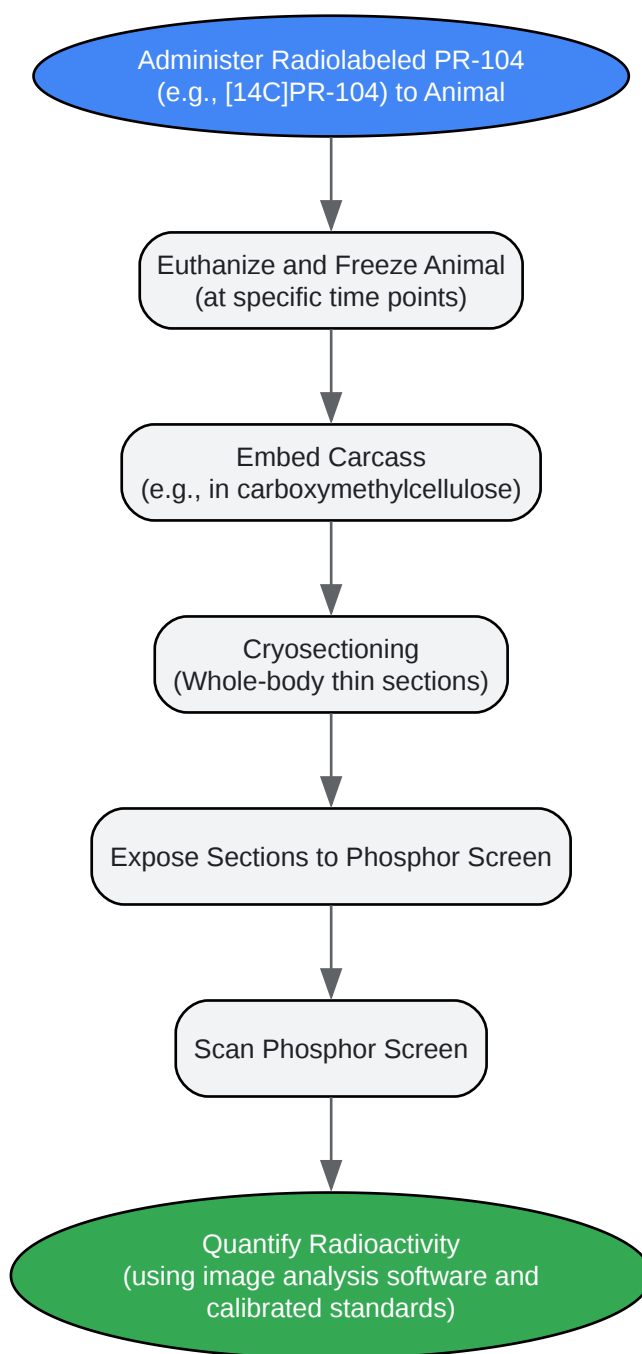 Administer Radiolabeled PR-104
(e.g., [14C]PR-104) to Animal
Euthanize and Freeze Animal
(at specific time points)
Embed Carcass
(e.g., in carboxymethylcellulose)
Cryosectioning
(Whole-body thin sections)
Expose Sections to Phosphor Screen
Scan Phosphor Screen
Quantify Radioactivity
(using image analysis software and
calibrated standards)